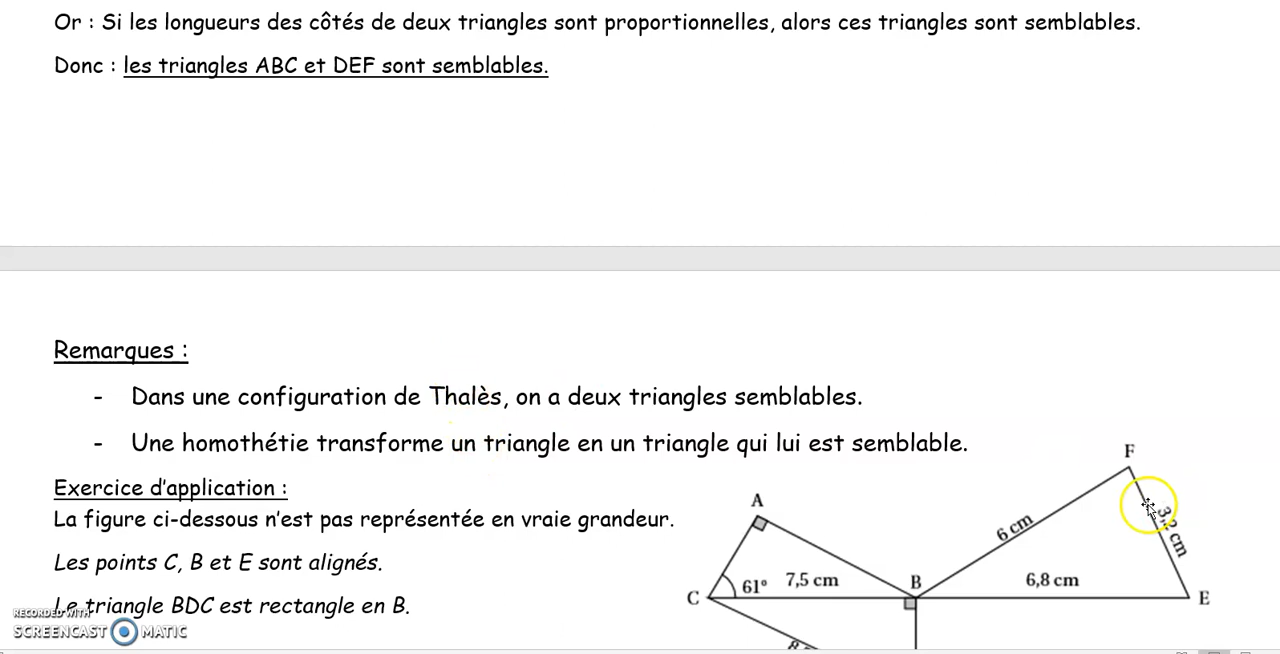 Or : Si les longueurs des côtés de deux triangles sont proportionnelles, alors ces triangles sont semblables.
Donc : les triangles ABC et DEF sont semblables.
Remarques :
- Dans une configuration de Thalès, on a deux triangles semblables.
- Une homothétie transforme un triangle en un triangle qui lui est semblable.
Exercice d'application :
La figure ci-dessous n'est pas représentée en vraie grandeur.
Les points C, B et E sont alignés.
Le triangle BDC est rectangle en B.
F
A
6 cm
3,2 cm
61° 7,5 cm
B
6,8 cm
C
E
RECORDED WITH
SCREENCAST MATIC